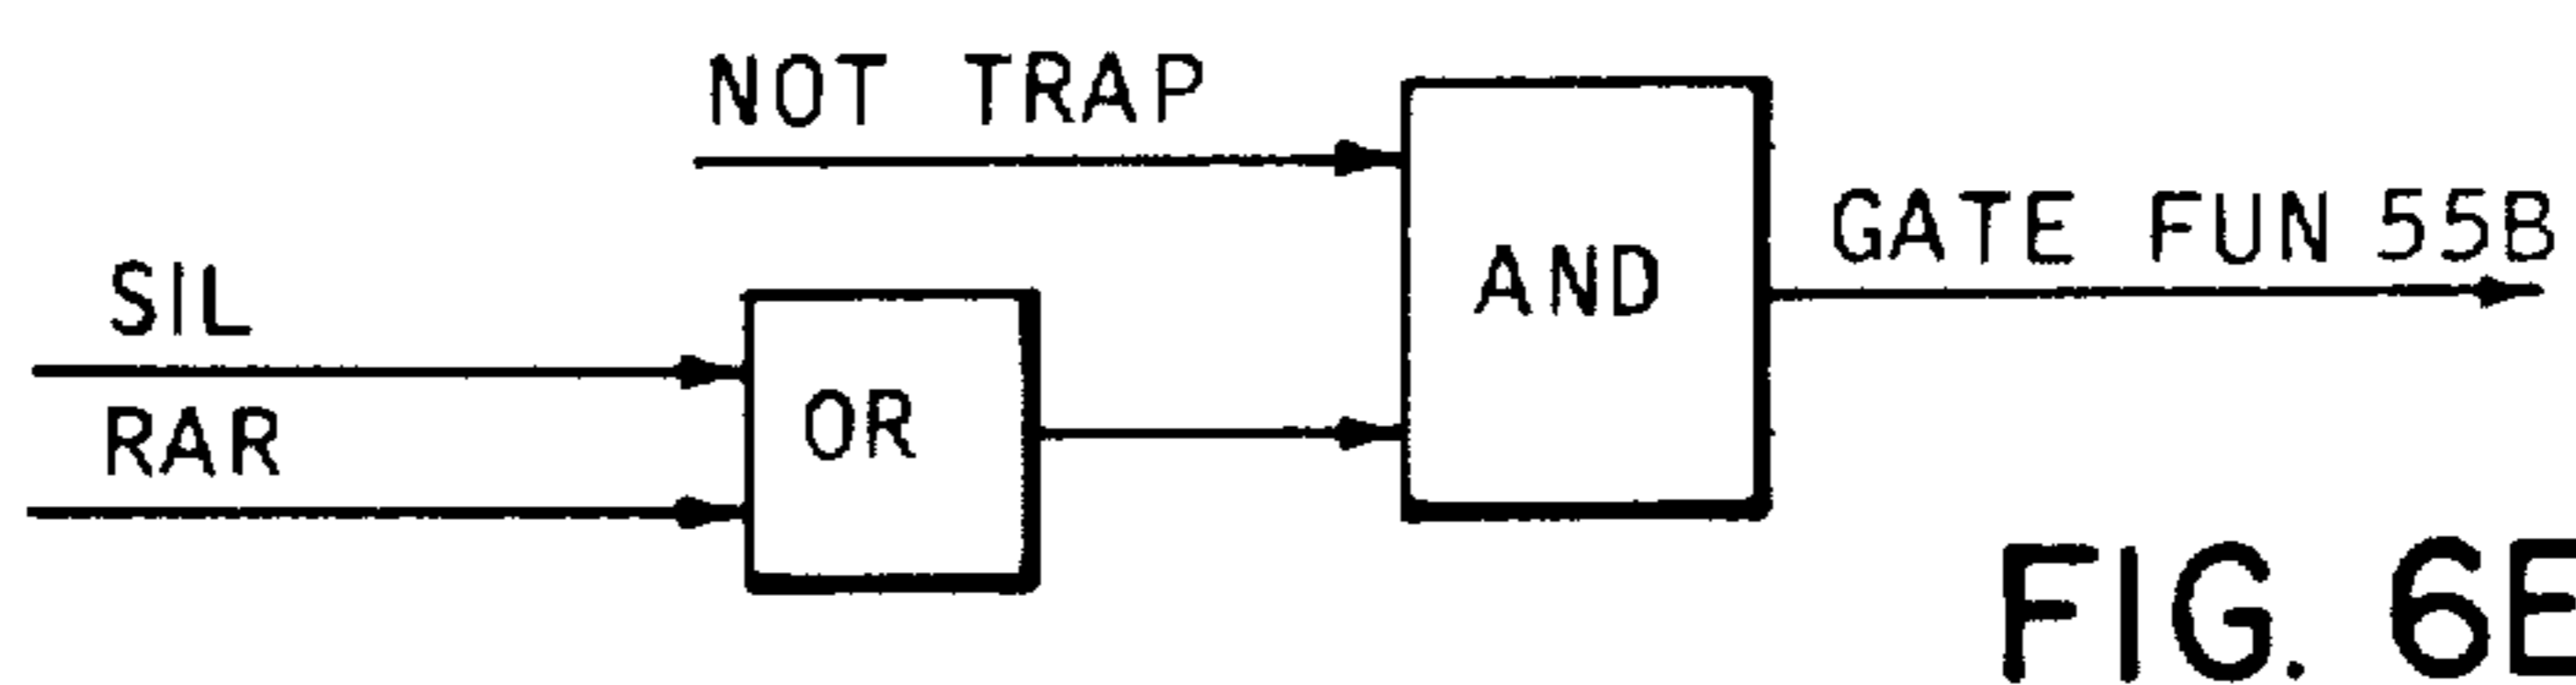 NOT TRAP
GATE FUN 55B
SIL
AND
OR
RAR
FIG. 6E